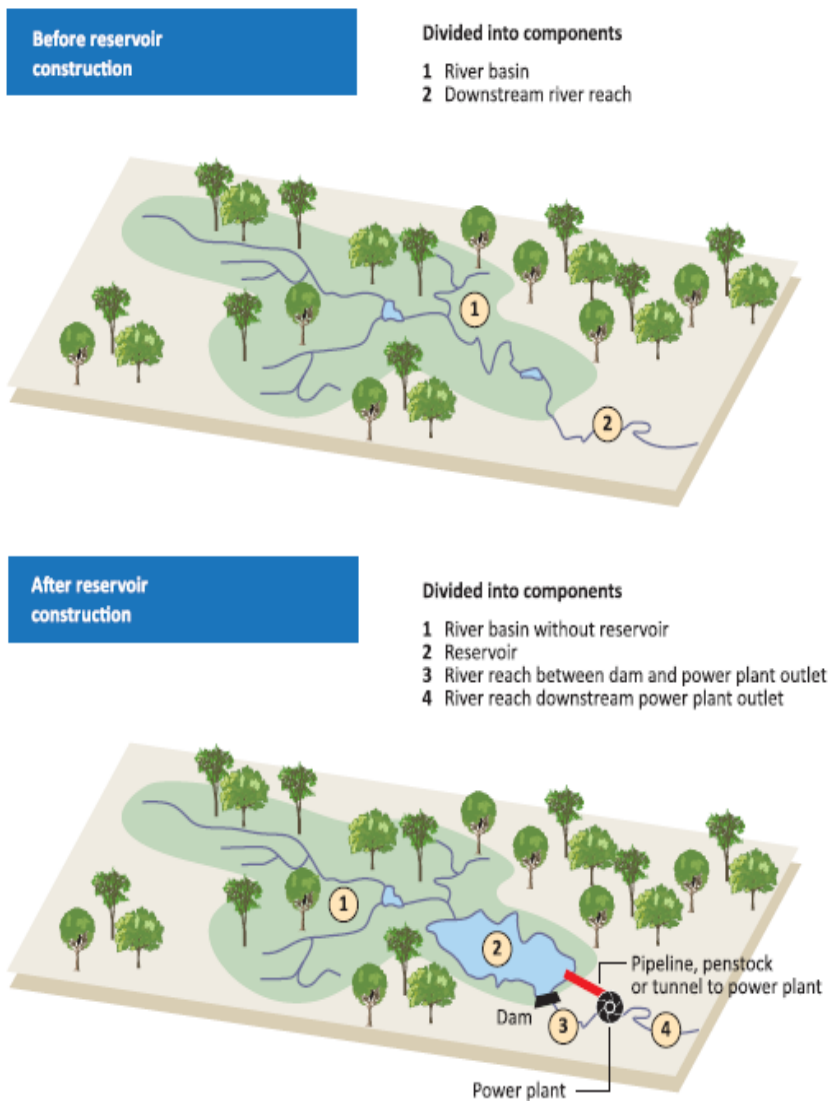 Before reservoir
construction
Divided into components
1 River basin
2 Downstream river reach
1
2
After reservoir
construction
Divided into components
1 River basin without reservoir
2 Reservoir
3 River reach between dam and power plant outlet
4 River reach downstream power plant outlet
1
2
Pipeline, penstock
or tunnel to power plant
Dam
3
4
Power plant